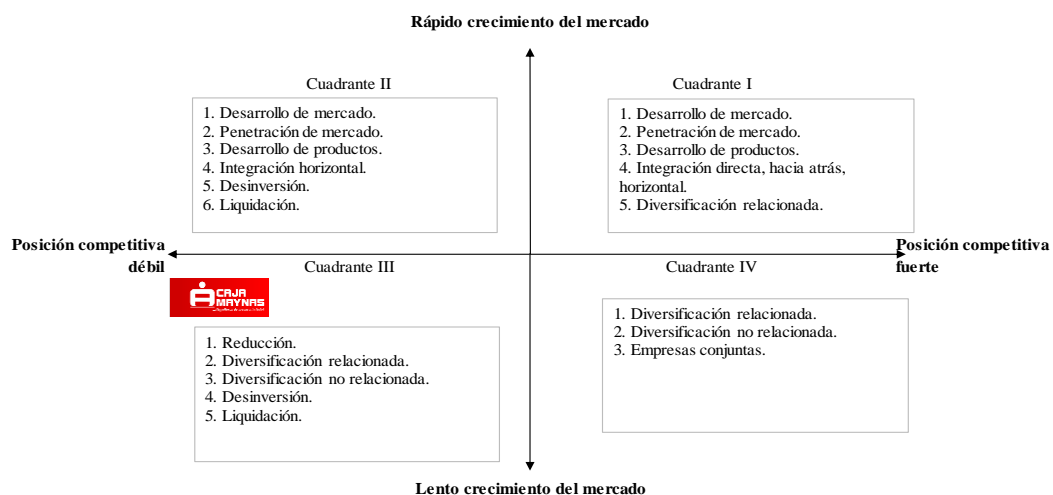 Rápido crecimiento del mercado
Cuadrante II
1. Desarrollo de mercado.
2. Penetración de mercado.
3. Desarrollo de productos.
4. Integración horizontal.
5. Desinversión.
6. Liquidación.
Cuadrante I
1. Desarrollo de mercado.
2. Penetración de mercado.
3. Desarrollo de productos.
4. Integración directa, hacia atrás,
horizontal.
5. Diversificación relacionada.
Posición competitiva
débil
Posición competitiva
fuerte
Cuadrante III
CAJA
MAYNAS
1. Reducción.
2. Diversificación relacionada.
3. Diversificación no relacionada.
4. Desinversión.
5. Liquidación.
Cuadrante IV
1. Diversificación relacionada.
2. Diversificación no relacionada.
3. Empresas conjuntas.
Lento crecimiento del mercado